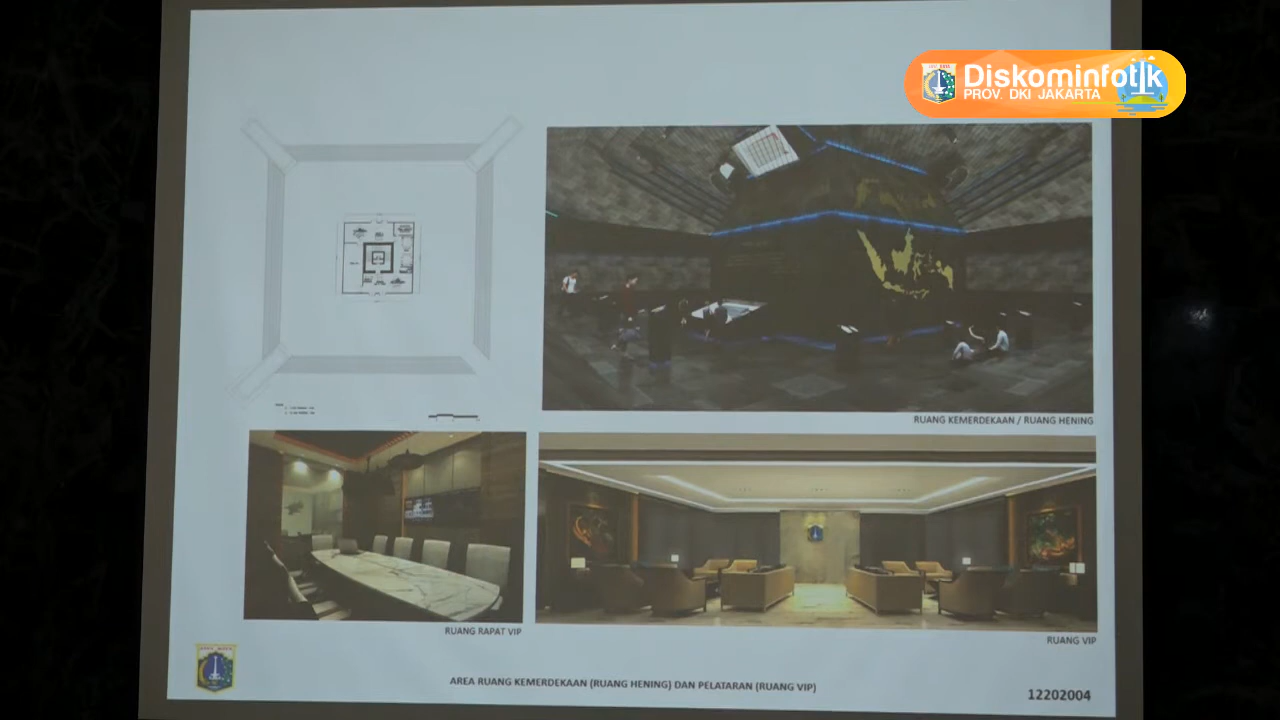 Diskominfotik
PROV. DKI JAKARTA
RUANG KEMERDEKAAN / RUANG HENING
RUANG RAPAT VIP
RUANG VIP
AREA RUANG KEMERDEKAAN (RUANG HENING) DAN PELATARAN (RUANG VIP)
12202004